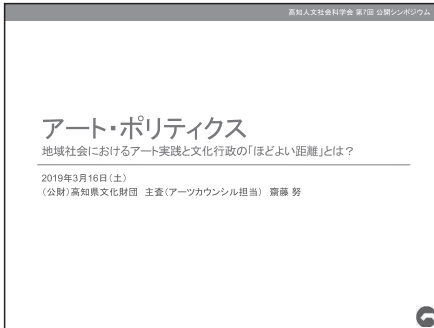 高知人文社会科学会 第7回 公開シンポジウム
アート・ポリティクス
地域社会におけるアート実践と文化行政の「ほどよい距離」とは？
2019年3月16日（土）
（公財）高知県文化財団　主査（アーツカウンシル担当）　齋藤 努